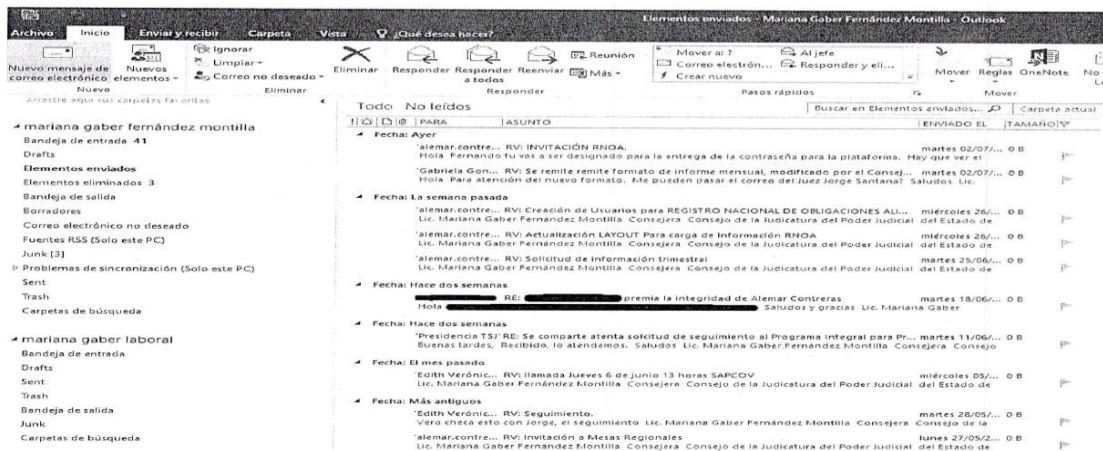 Elementos enviados - Mariana Gaber Fernández Montilla - Outlook
Archivo Inicio Enviar y recibir Carpeta Vista ¿Qué desea hacer?
Nuevo mensaje de correo electrónico
Nuevos elementos
Nuevo
Ignorar
Limpiar
Correo no deseado
Eliminar
Eliminar
Responder
Responder a todos
Reenviar
Reunión
Más
Responder
Mover a: ?
Correo electrón...
Crear nuevo
Al jefe
Responder y eli...
Pasos rápidos
Mover
Reglas
OneNote
No
Mover
Arrastre aquí sus carpetas favoritas
mariana gaber fernández montilla
Bandeja de entrada 41
Drafts
Elementos enviados
Elementos eliminados 3
Bandeja de salida
Borradores
Correo electrónico no deseado
Fuentes RSS (Solo este PC)
Junk [3]
Problemas de sincronización (Solo este PC)
Sent
Trash
Carpetas de búsqueda
mariana gaber laboral
Bandeja de entrada
Drafts
Sent
Trash
Bandeja de salida
Junk
Carpetas de búsqueda
Todo No leídos
Buscar en Elementos enviados... Carpeta actual
PARA ASUNTO ENVIADO EL TAMAÑO
Fecha: Ayer
'alemar.contre... RV: INVITACIÓN RNOA. martes 02/07/... 0 B
Hola Fernando tu vas a ser designado para la entrega de la contraseña para la plataforma. Hay que ver el
'Gabriela Gon... RV: Se remite remite formato de informe mensual, modificado por el Consej... martes 02/07/... 0 B
Hola Para atención del nuevo formato. Me pueden pasar el correo del Juez Jorge Santana? Saludos Lic.
Fecha: La semana pasada
'alemar.contre... RV: Creación de Usuarios para REGISTRO NACIONAL DE OBLIGACIONES ALI... miércoles 26/... 0 B
Lic. Mariana Gaber Fernández Montilla Consejera Consejo de la Judicatura del Poder Judicial del Estado de
'alemar.contre... RV: Actualización LAYOUT Para carga de Información RNOA miércoles 26/... 0 B
Lic. Mariana Gaber Fernández Montilla Consejera Consejo de la Judicatura del Poder Judicial del Estado de
'alemar.contre... RV: Solicitud de información trimestral martes 25/06/... 0 B
Lic. Mariana Gaber Fernández Montilla Consejera Consejo de la Judicatura del Poder Judicial del Estado de
Fecha: Hace dos semanas
RE: premia la integridad de Alemar Contreras martes 18/06/... 0 B
Hola Saludos y gracias Lic. Mariana Gaber
Fecha: Hace dos semanas
'Presidencia TSJ' RE: Se comparte atenta solicitud de seguimiento al Programa Integral para Pr... martes 11/06/... 0 B
Buenas tardes, Recibido, lo atendemos. Saludos Lic. Mariana Gaber Fernández Montilla Consejera Consejo
Fecha: El mes pasado
'Edith Verónic... RV: llamada Jueves 6 de junio 13 horas SAPCOV miércoles 05/... 0 B
Lic. Mariana Gaber Fernández Montilla Consejera Consejo de la Judicatura del Poder Judicial del Estado de
Fecha: Más antiguos
'Edith Verónic... RV: Seguimiento. martes 28/05/... 0 B
Vero checa esto con Jorge, el seguimiento Lic. Mariana Gaber Fernández Montilla Consejera Consejo de la
'alemar.contre... RV: Invitación a Mesas Regionales lunes 27/05/2... 0 B
Lic. Mariana Gaber Fernández Montilla Consejera Consejo de la Judicatura del Poder Judicial del Estado de